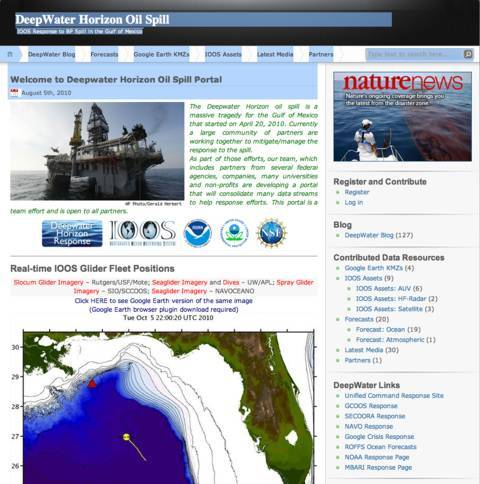 DeepWater Horizon Oil Spill
IOOS Response to BP Spill in the Gulf of Mexico
DeepWater Blog
Forecasts
Google Earth KMZs
IOOS Assets
Latest Media
Partners
Type text to search here...
Welcome to Deepwater Horizon Oil Spill Portal
August 5th, 2010
The Deepwater Horizon oil spill is a
massive tragedy for the Gulf of Mexico
that started on April 20, 2010. Currently
a large community of partners are
working together to mitigate/manage the
response to the spill.
As part of those efforts, our team, which
includes partners from several federal
agencies, companies, many universities
and non-profits are developing a portal
that will consolidate many data streams
to help response efforts. This portal is a
team effort and is open to all partners.
AP Photo/Gerald Herbert
Deepwater
Horizon
Response
IOOS
NOAA
NSF
Real-time IOOS Glider Fleet Positions
Slocum Glider Imagery – Rutgers/USF/Mote; Seaglider Imagery and Dives – UW/APL; Spray Glider
Imagery – SIO/SCCOOS; Seaglider Imagery – NAVOCEANO
Click HERE to see Google Earth version of the same image
(Google Earth browser plugin download required)
Tue Oct 5 22:00:20 UTC 2010
30
29
27
26
naturenews
Nature's ongoing coverage brings you
the latest from the disaster zone.
Register and Contribute
Register
Log in
Blog
DeepWater Blog (127)
Contributed Data Resources
Google Earth KMZs (4)
IOOS Assets (9)
IOOS Assets: AUV (6)
IOOS Assets: HF-Radar (2)
IOOS Assets: Satellite (3)
Forecasts (20)
Forecast: Ocean (19)
Forecast: Atmospheric (1)
Latest Media (30)
Partners (1)
DeepWater Links
Unified Command Response Site
GCOOS Response
SECOORA Response
NAVO Response
Google Crisis Response
ROFFS Ocean Forecasts
NOAA Response Page
MBARI Response Page